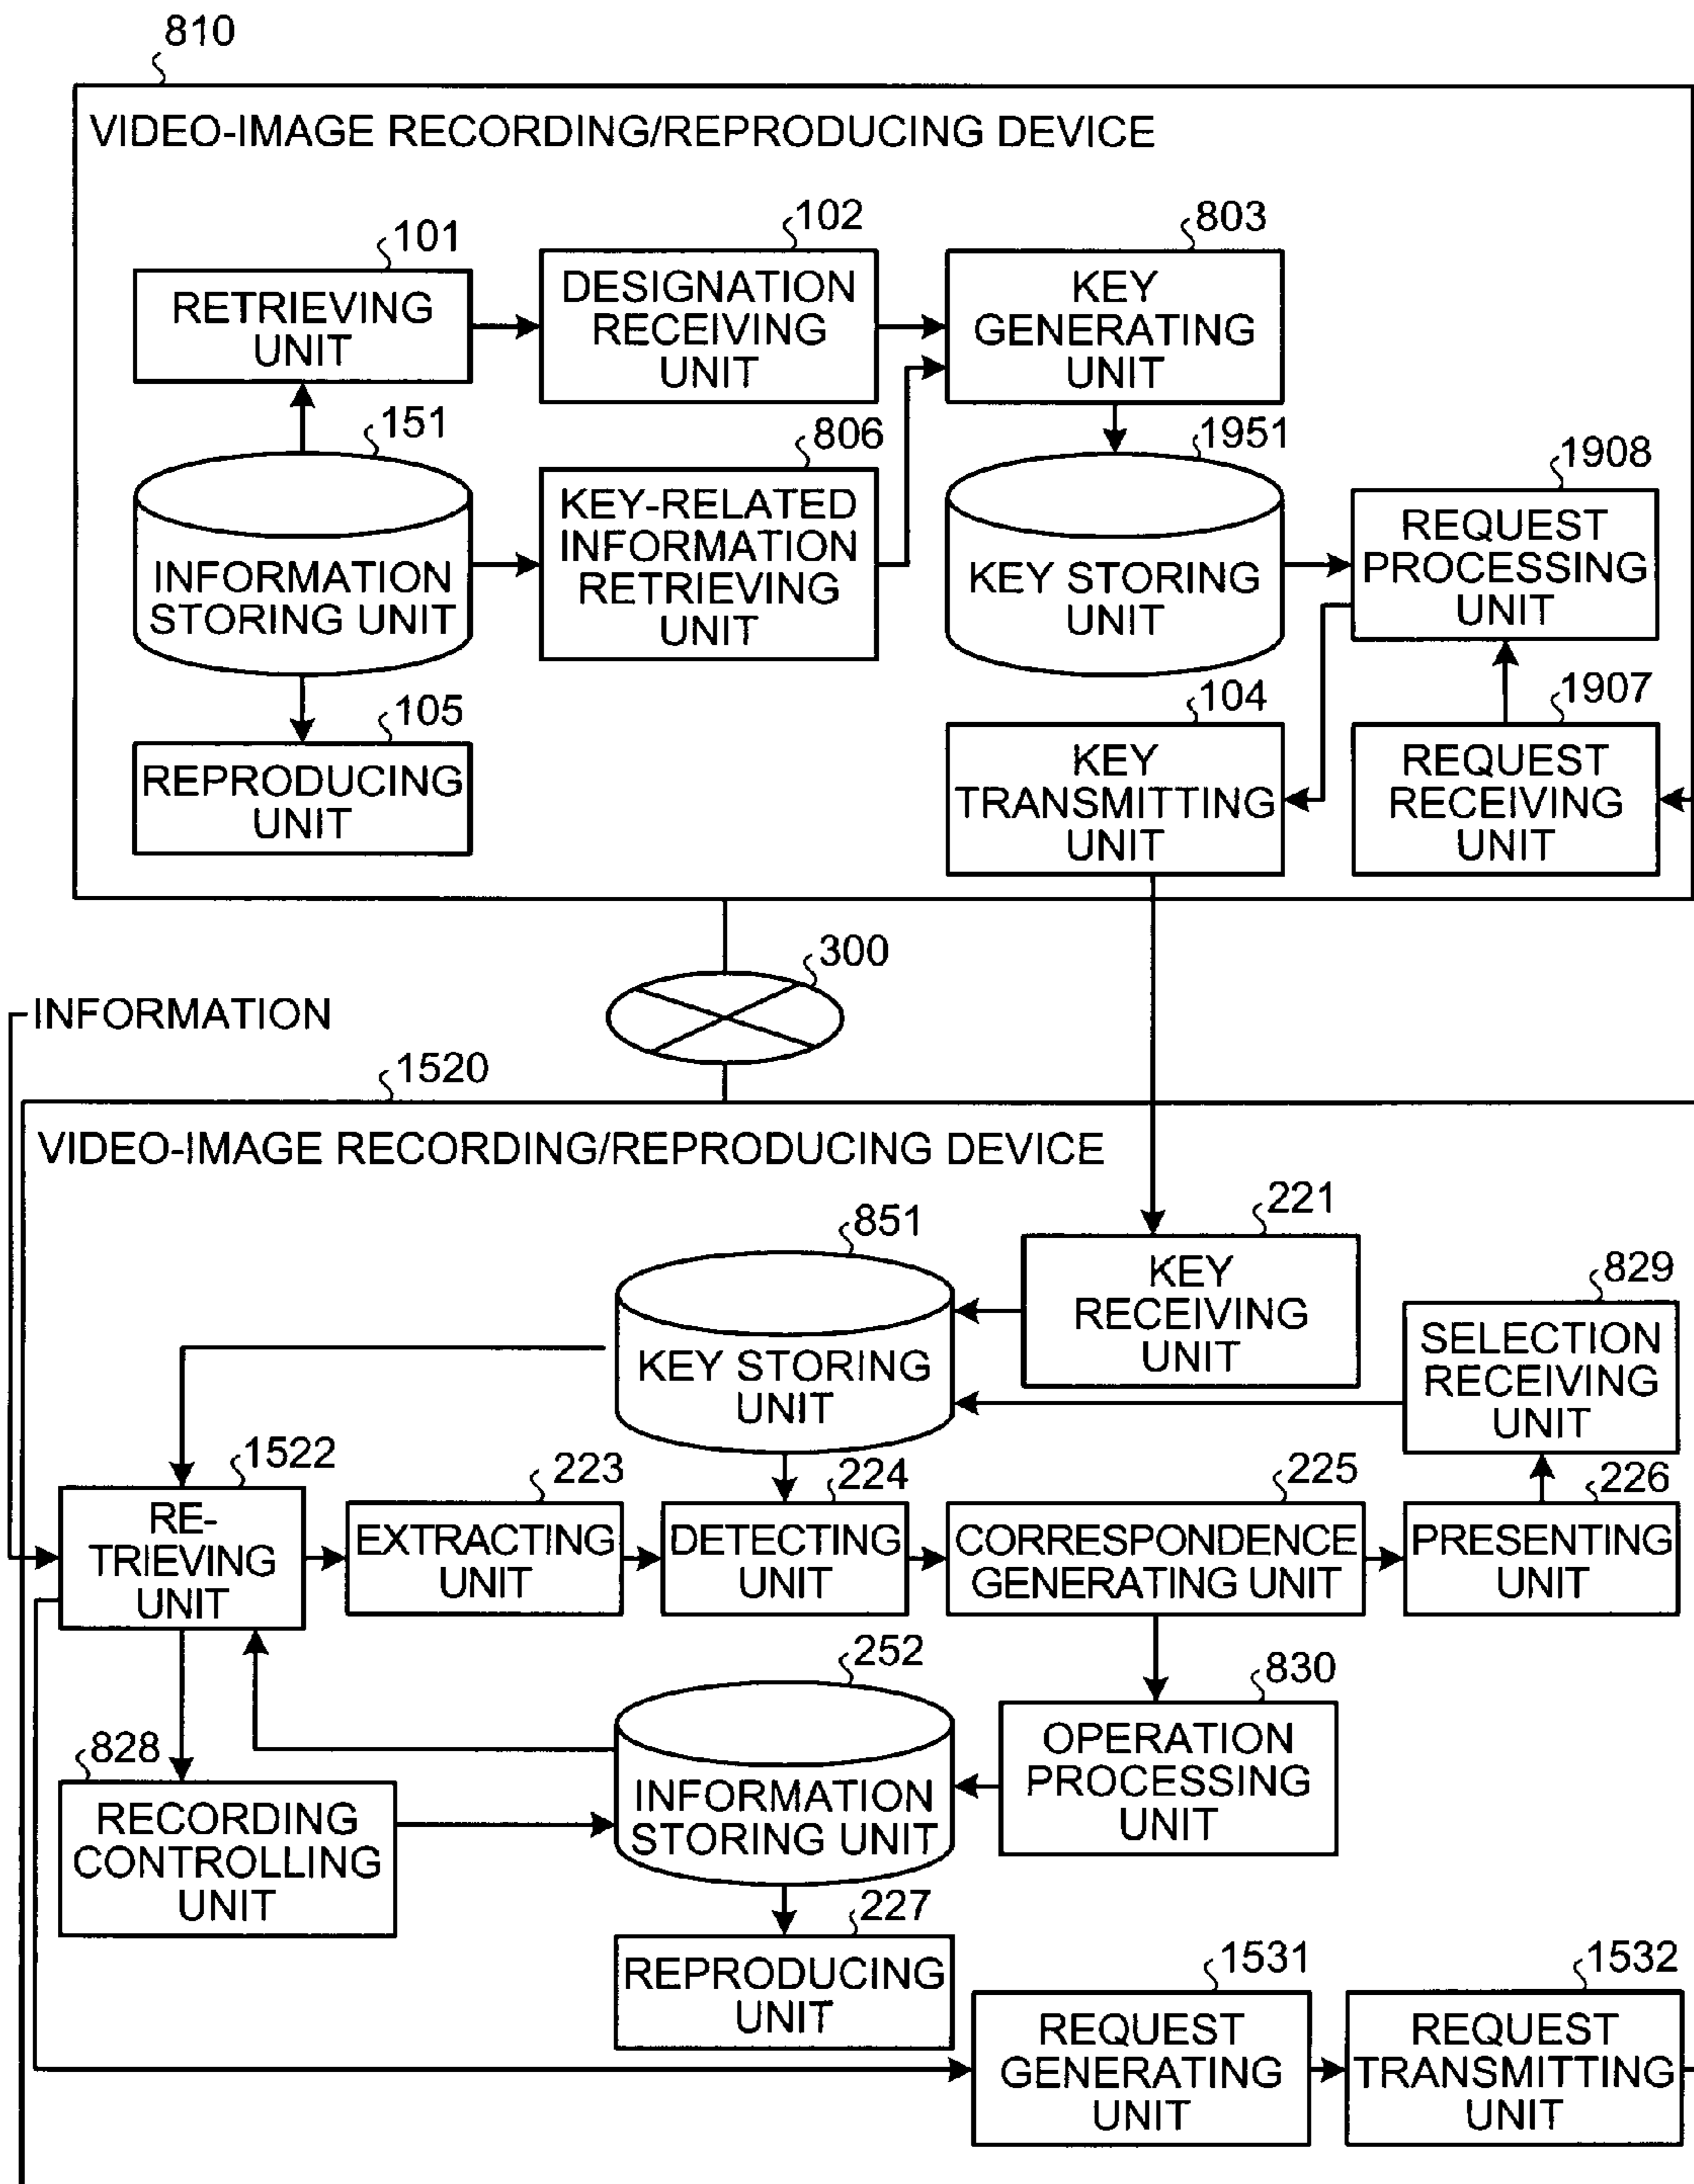 810
VIDEO-IMAGE RECORDING/REPRODUCING DEVICE
101
RETRIEVING
UNIT
102
DESIGNATION
RECEIVING
UNIT
803
KEY
GENERATING
UNIT
151
INFORMATION
STORING UNIT
806
KEY-RELATED
INFORMATION
RETRIEVING
UNIT
1951
KEY STORING
UNIT
1908
REQUEST
PROCESSING
UNIT
105
REPRODUCING
UNIT
104
KEY
TRANSMITTING
UNIT
1907
REQUEST
RECEIVING
UNIT
300
INFORMATION
1520
VIDEO-IMAGE RECORDING/REPRODUCING DEVICE
851
KEY STORING
UNIT
221
KEY
RECEIVING
UNIT
829
SELECTION
RECEIVING
UNIT
1522
RE-
TRIEVING
UNIT
223
EXTRACTING
UNIT
224
DETECTING
UNIT
225
CORRESPONDENCE
GENERATING UNIT
226
PRESENTING
UNIT
828
RECORDING
CONTROLLING
UNIT
252
INFORMATION
STORING UNIT
830
OPERATION
PROCESSING
UNIT
227
REPRODUCING
UNIT
1531
REQUEST
GENERATING
UNIT
1532
REQUEST
TRANSMITTING
UNIT